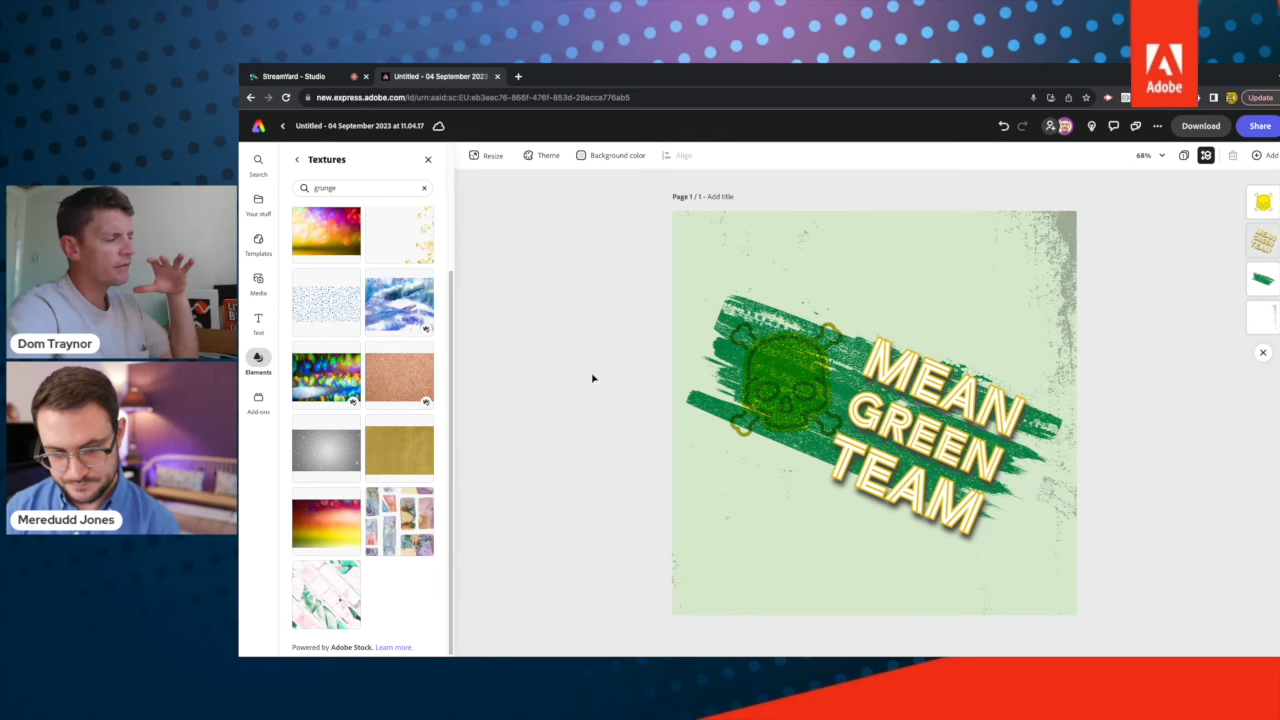 Adobe
StreamYard - Studio
Untitled - 04 September 2023
new.express.adobe.com/id/urn:aaid:sc:EU:eb3eec76-866f-476f-853d-28ecca776ab5
Update
Untitled - 04 September 2023 at 11.04.17
Download
Share
Search
Your stuff
Templates
Media
Text
Elements
Add-ons
Textures
grunge
Powered by Adobe Stock. Learn more.
Resize
Theme
Background color
Align
68%
Add
Page 1 / 1 - Add title
MEAN
GREEN
TEAM
MEAN
GREEN
TEAM
Dom Traynor
Meredudd Jones